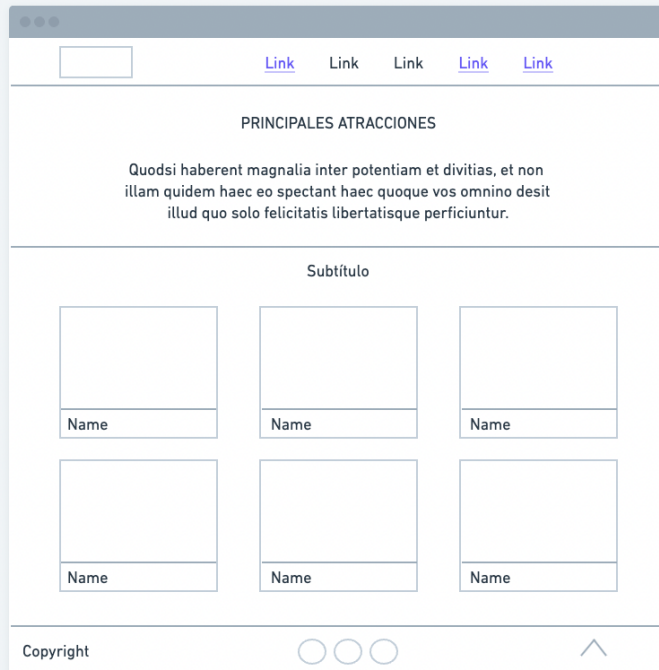 Link Link Link Link Link
PRINCIPALES ATRACCIONES
Quodsi haberent magnalia inter potentiam et divitias, et non
illam quidem haec eo spectant haec quoque vos omnino desit
illud quo solo felicitatis libertatisque perficiuntur.
Subtítulo
Name Name Name
Name Name Name
Copyright